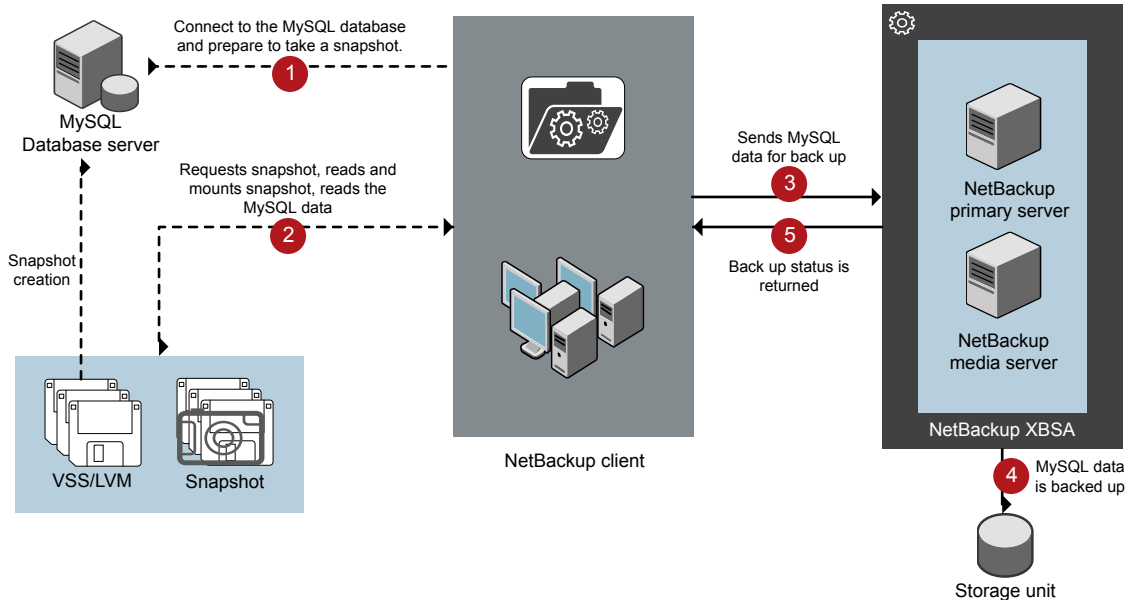 Connect to the MySQL database
and prepare to take a snapshot.
1
MySQL
Database server
Requests snapshot, reads and
mounts snapshot, reads the
MySQL data
2
Snapshot
creation
VSS/LVM
Snapshot
NetBackup client
Sends MySQL
data for back up
3
5
Back up status is
returned
NetBackup
primary server
NetBackup
media server
NetBackup XBSA
4
MySQL data
is backed up
Storage unit